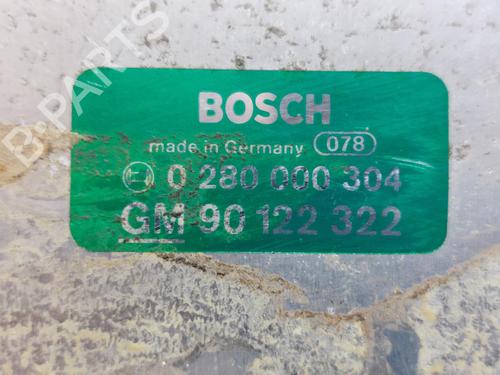 BOSCH
made in Germany 078
0 280 000 304
GM 90 122 322
B-PARTS